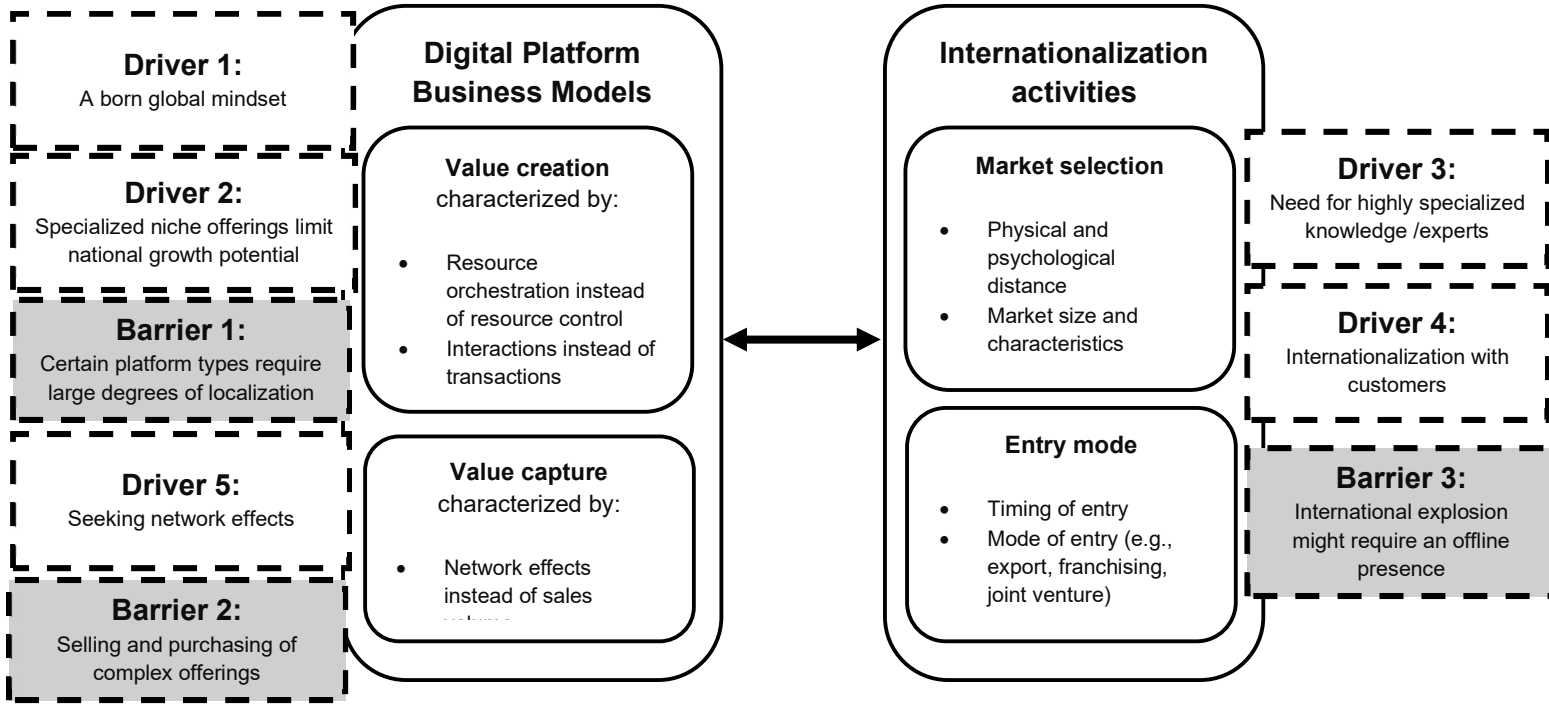 Driver 1:
A born global mindset
Driver 2:
Specialized niche offerings limit
national growth potential
Barrier 1:
Certain platform types require
large degrees of localization
Driver 5:
Seeking network effects
Barrier 2:
Selling and purchasing of
complex offerings
Digital Platform
Business Models
Value creation
characterized by:
• Resource
orchestration instead
of resource control
• Interactions instead of
transactions
Value capture
characterized by:
• Network effects
instead of sales
Internationalization
activities
Market selection
• Physical and
psychological
distance
• Market size and
characteristics
Entry mode
• Timing of entry
• Mode of entry (e.g.,
export, franchising,
joint venture)
Driver 3:
Need for highly specialized
knowledge /experts
Driver 4:
Internationalization with
customers
Barrier 3:
International explosion
might require an offline
presence